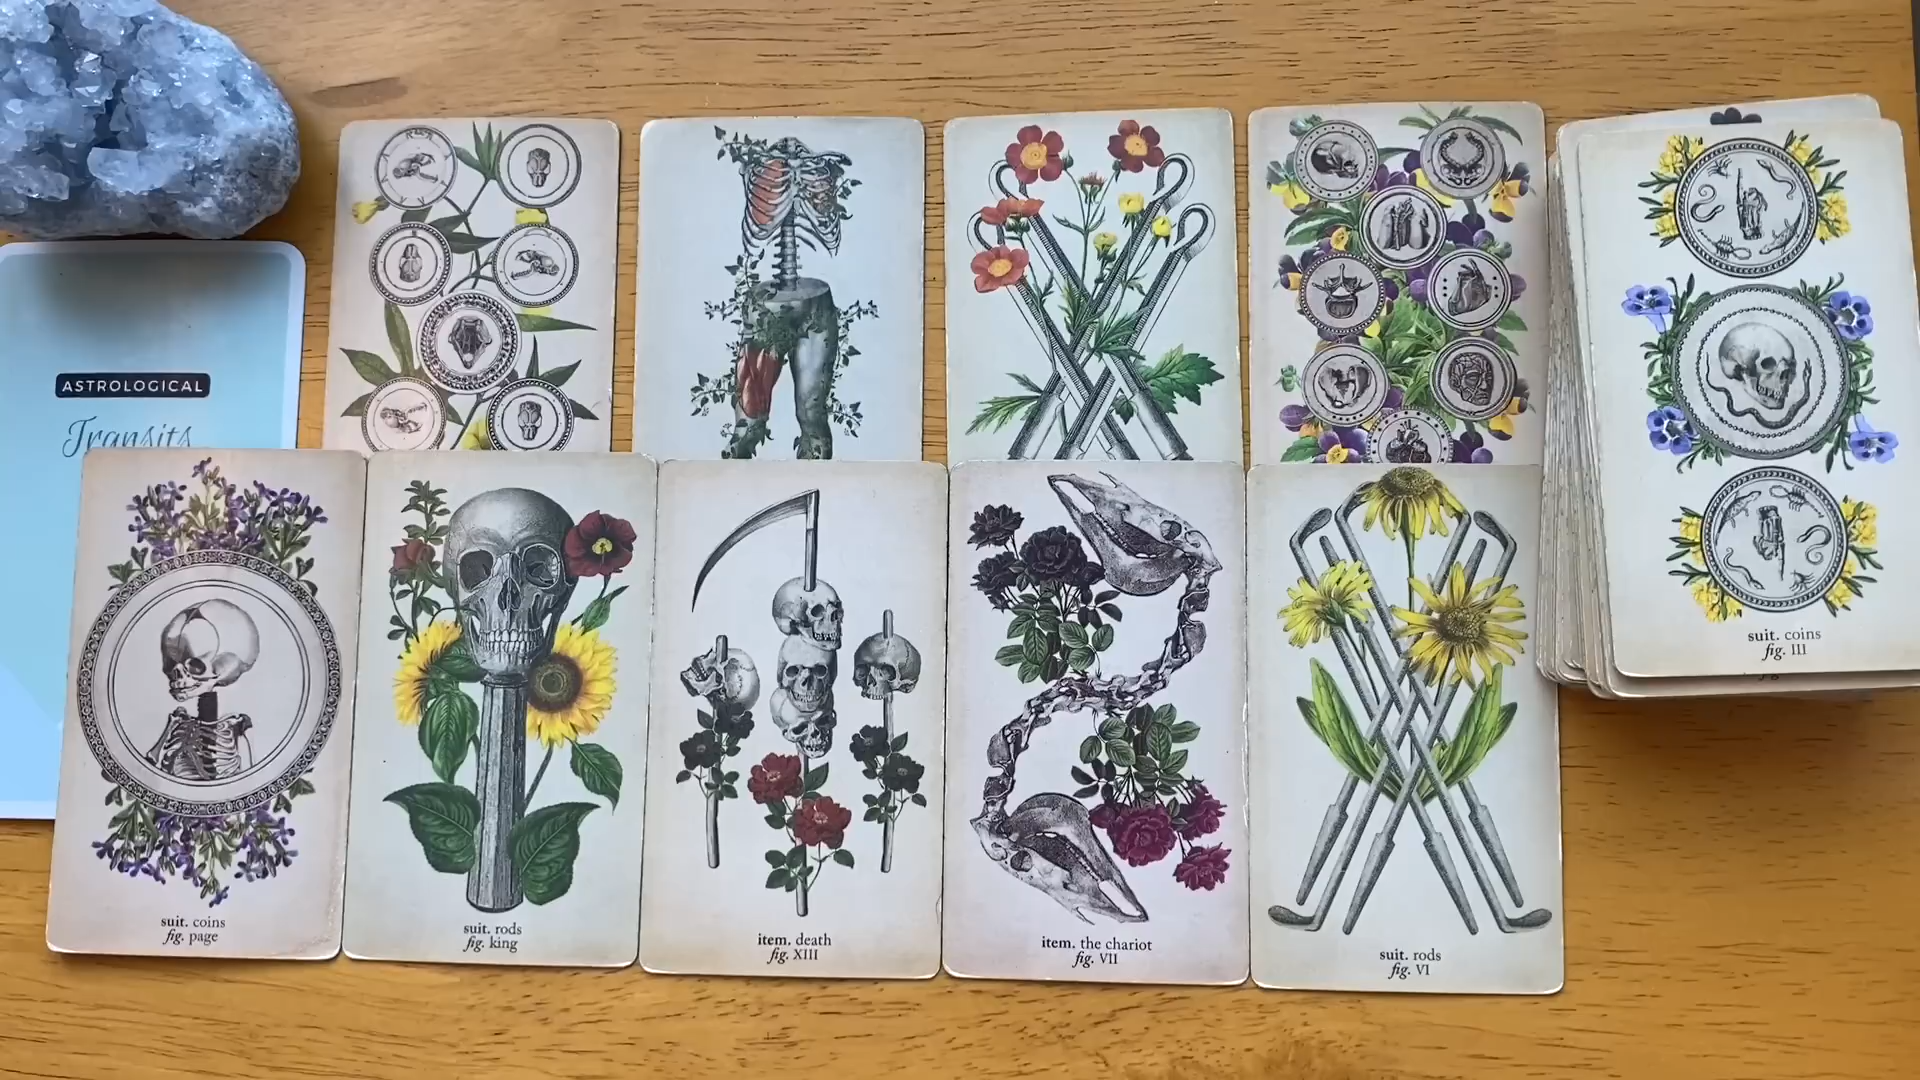 ASTROLOGICAL
Transits
suit. coins
fig. III
suit. coins
fig. page
suit. rods
fig. king
item. death
fig. XIII
item. the chariot
fig. VII
suit. rods
fig. VI